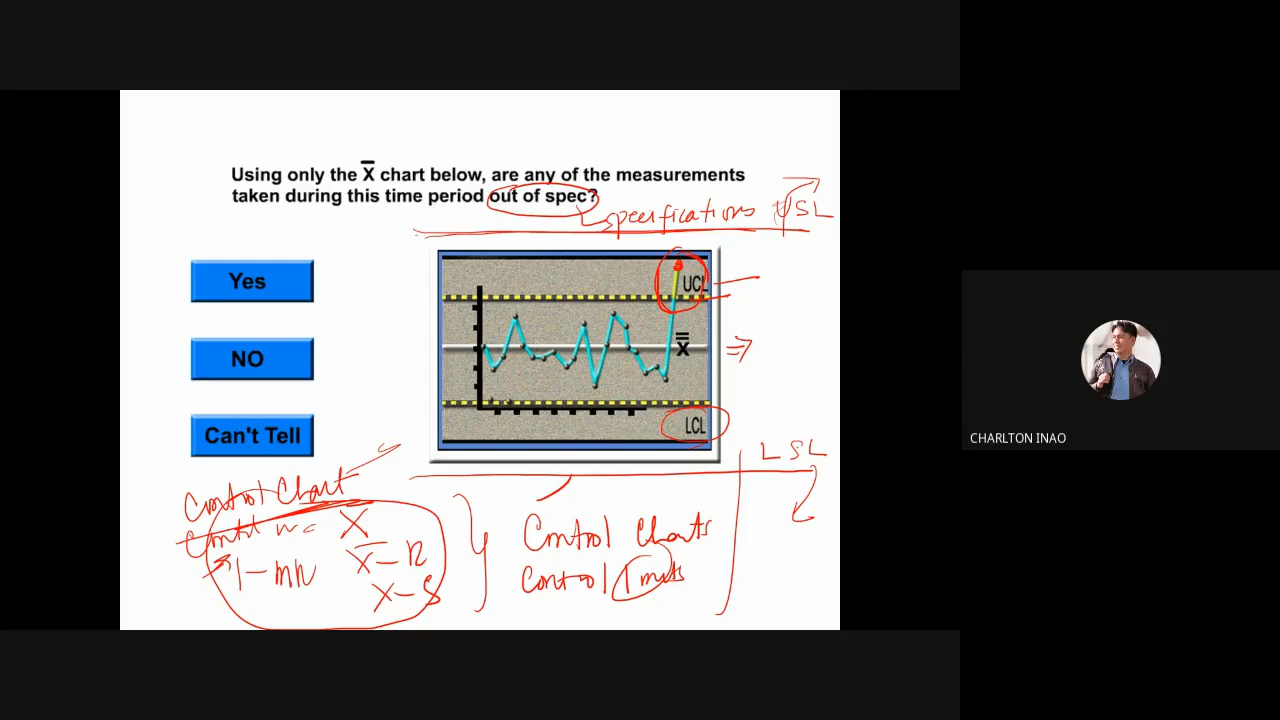 Using only the X̄ chart below, are any of the measurements
taken during this time period out of spec?
specifications USL
Yes
UCL
NO
X̿
Can't Tell
LCL
LSL
Control Chart
X
I-MR X̄-R
X-S
Control Charts
Control limits
CHARLTON INAO